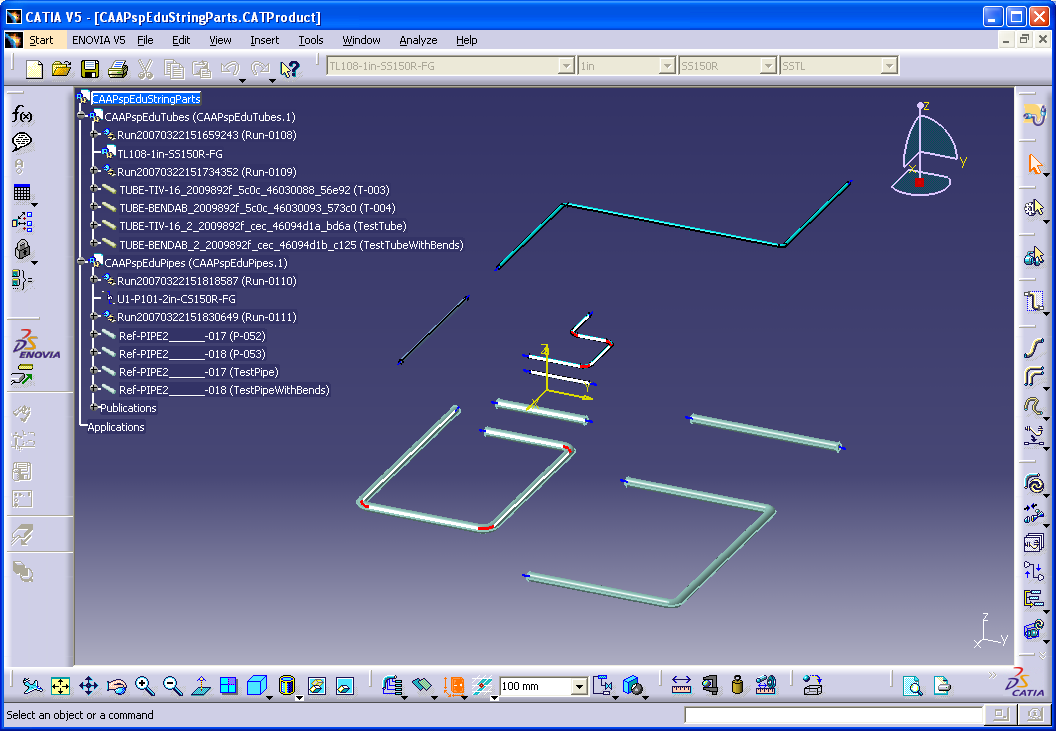 CATIA V5 - [CAAPspEduStringParts.CATProduct]
Start ENOVIA V5 File Edit View Insert Tools Window Analyze Help
TL108-1in-SS150R-FG 1in SS150R SSTL
CAAPspEduStringParts
CAAPspEduTubes (CAAPspEduTubes.1)
Run20070322151659243 (Run-0108)
TL108-1in-SS150R-FG
Run20070322151734352 (Run-0109)
TUBE-TIV-16_2009892f_5c0c_46030088_56e92 (T-003)
TUBE-BENDAB_2009892f_5c0c_46030093_573c0 (T-004)
TUBE-TIV-16_2_2009892f_cec_46094d1a_bd6a (TestTube)
TUBE-BENDAB_2_2009892f_cec_46094d1b_c125 (TestTubeWithBends)
CAAPspEduPipes (CAAPspEduPipes.1)
Run20070322151818587 (Run-0110)
U1-P101-2in-CS150R-FG
Run20070322151830649 (Run-0111)
Ref-PIPE2______-017 (P-052)
Ref-PIPE2______-018 (P-053)
Ref-PIPE2______-017 (TestPipe)
Ref-PIPE2______-018 (TestPipeWithBends)
Publications
Applications
f(x)
ENOVIA
z
y
x
z
z
y
x
100 mm
CATIA
Select an object or a command